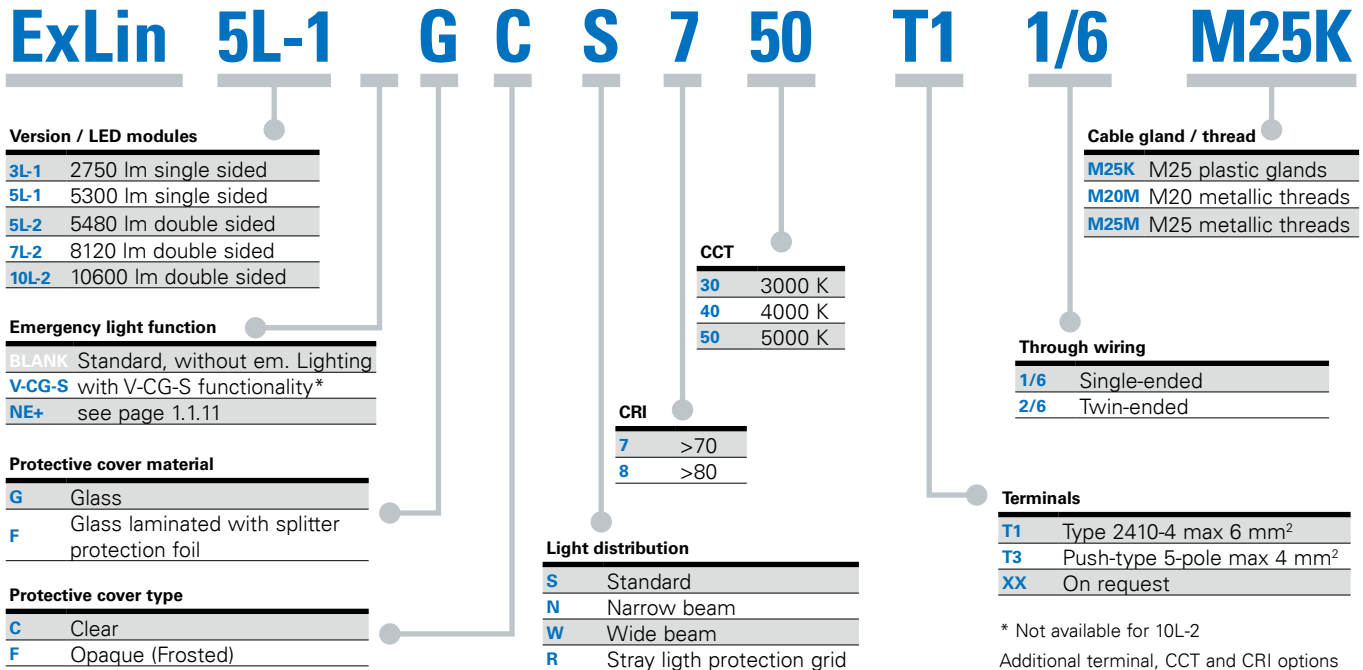 ExLin 5L-1 G C S 7 50 T1 1/6 M25K
Version / LED modules
3L-1 2750 lm single sided
5L-1 5300 lm single sided
5L-2 5480 lm double sided
7L-2 8120 lm double sided
10L-2 10600 lm double sided
Emergency light function
BLANK Standard, without em. Lighting
V-CG-S with V-CG-S functionality*
NE+ see page 1.1.11
Protective cover material
G Glass
F Glass laminated with splitter
protection foil
Protective cover type
C Clear
F Opaque (Frosted)
Light distribution
S Standard
N Narrow beam
W Wide beam
R Stray ligth protection grid
CRI
7 >70
8 >80
CCT
30 3000 K
40 4000 K
50 5000 K
Terminals
T1 Type 2410-4 max 6 mm²
T3 Push-type 5-pole max 4 mm²
XX On request
Through wiring
1/6 Single-ended
2/6 Twin-ended
Cable gland / thread
M25K M25 plastic glands
M20M M20 metallic threads
M25M M25 metallic threads
* Not available for 10L-2
Additional terminal, CCT and CRI options